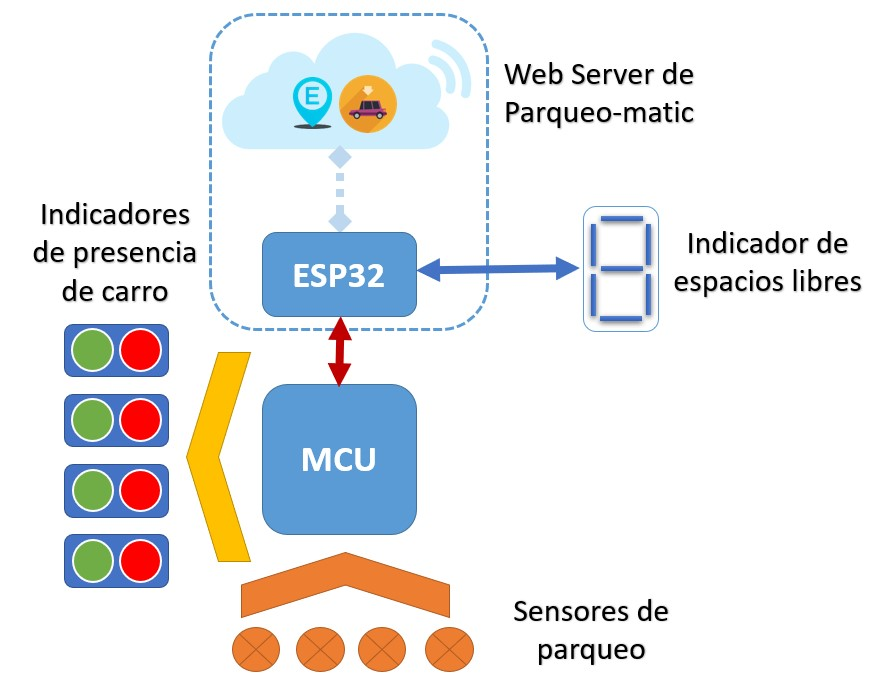 Web Server de
Parqueo-matic
E
Indicadores
de presencia
de carro
ESP32
Indicador de
espacios libres
MCU
Sensores de
parqueo